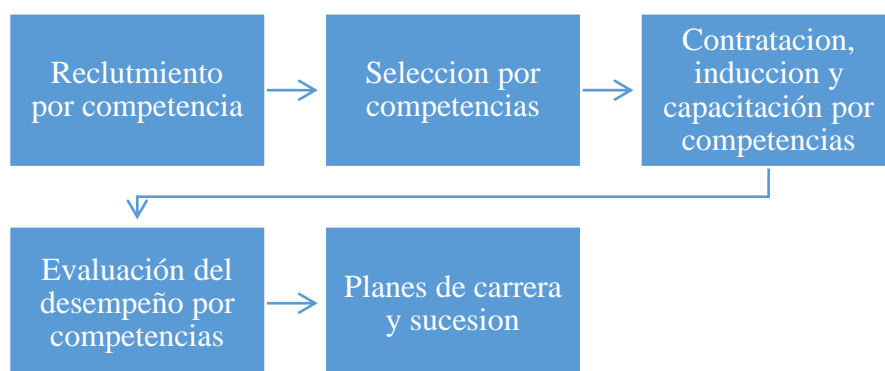 Reclutmiento
por competencia
Seleccion por
competencias
Contratacion,
induccion y
capacitación por
competencias
Evaluación del
desempeño por
competencias
Planes de carrera
y sucesion